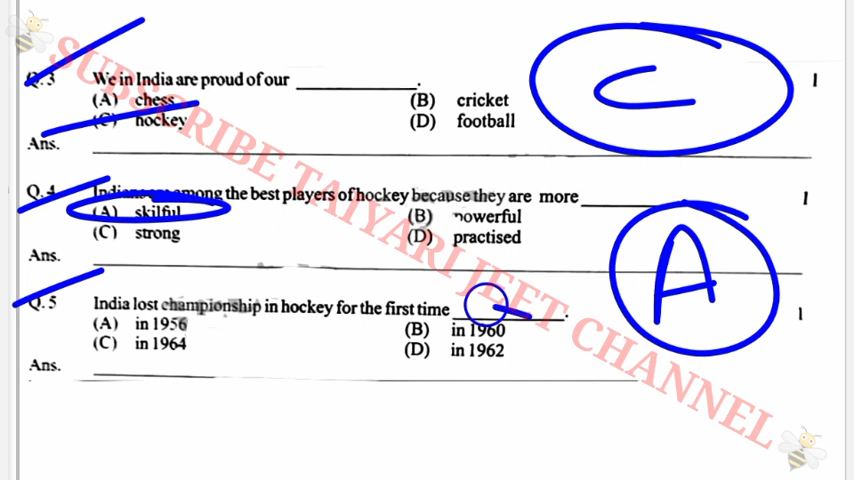 Q.3 We in India are proud of our ____________. 1
(A) chess (B) cricket
(C) hockey (D) football
Ans.
C
Q.4 Indians are among the best players of hockey because they are more ____________ 1
(A) skilful (B) powerful
(C) strong (D) practised
Ans.
A
Q.5 India lost championship in hockey for the first time ____________. 1
(A) in 1956 (B) in 1960
(C) in 1964 (D) in 1962
Ans.
SUBSCRIBE TAIYARI JEET CHANNEL